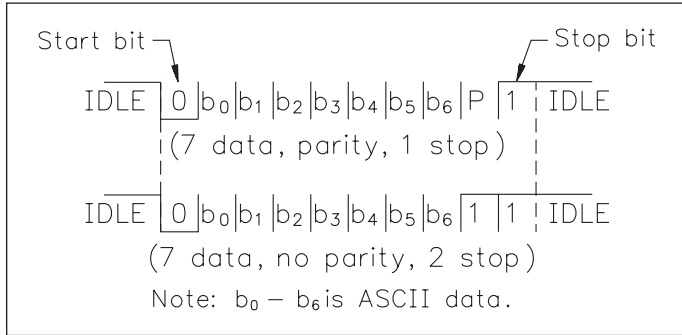 Start bit Stop bit
IDLE 0 b₀ b₁ b₂ b₃ b₄ b₅ b₆ P 1 IDLE
(7 data, parity, 1 stop)
IDLE 0 b₀ b₁ b₂ b₃ b₄ b₅ b₆ 1 1 IDLE
(7 data, no parity, 2 stop)
Note: b₀ – b₆ is ASCII data.